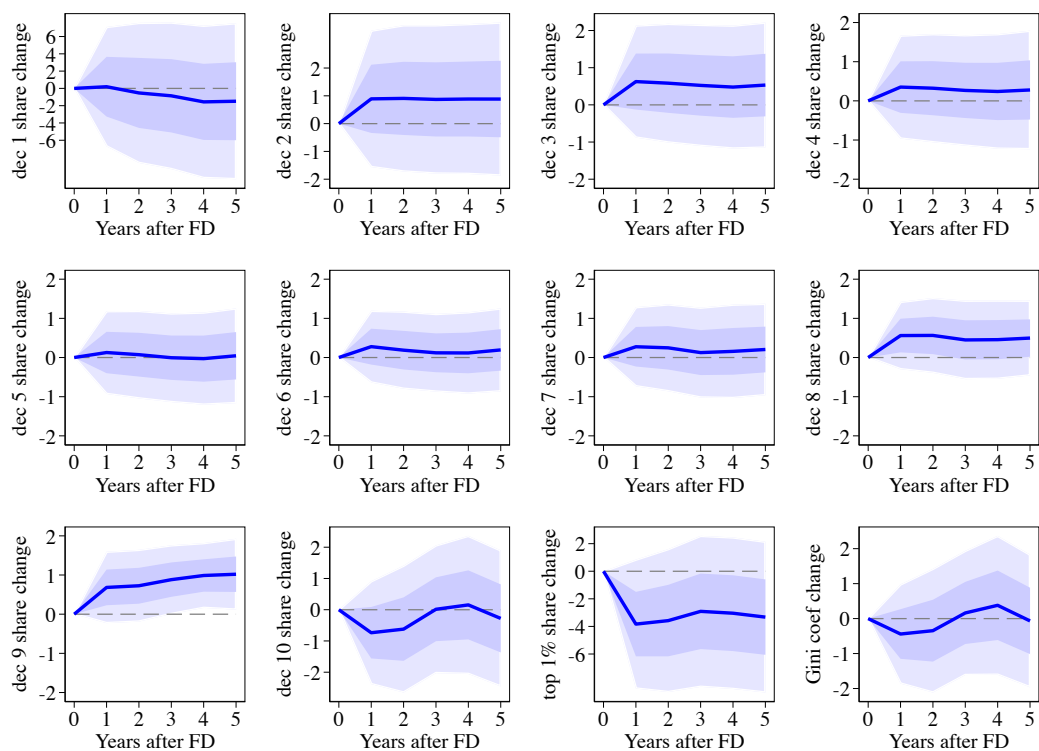 dec 1 share change
6
4
2
0
-2
-4
-6
0 1 2 3 4 5
Years after FD
dec 2 share change
2
1
0
-1
-2
0 1 2 3 4 5
Years after FD
dec 3 share change
2
1
0
-1
-2
0 1 2 3 4 5
Years after FD
dec 4 share change
2
1
0
-1
-2
0 1 2 3 4 5
Years after FD
dec 5 share change
2
1
0
-1
-2
0 1 2 3 4 5
Years after FD
dec 6 share change
2
1
0
-1
-2
0 1 2 3 4 5
Years after FD
dec 7 share change
2
1
0
-1
-2
0 1 2 3 4 5
Years after FD
dec 8 share change
2
1
0
-1
-2
0 1 2 3 4 5
Years after FD
dec 9 share change
2
1
0
-1
-2
0 1 2 3 4 5
Years after FD
dec 10 share change
2
1
0
-1
-2
0 1 2 3 4 5
Years after FD
top 1% share change
2
0
-2
-4
-6
0 1 2 3 4 5
Years after FD
Gini coef change
2
1
0
-1
-2
0 1 2 3 4 5
Years after FD